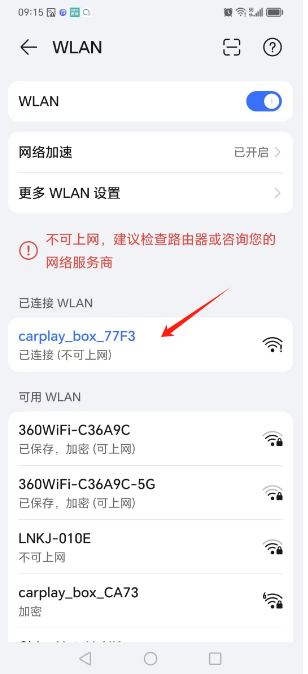 09:15
WLAN
WLAN
网络加速 已开启
更多 WLAN 设置
不可上网，建议检查路由器或咨询您的
网络服务商
已连接 WLAN
carplay_box_77F3
已连接 (不可上网)
可用 WLAN
360WiFi-C36A9C
已保存，加密 (可上网)
360WiFi-C36A9C-5G
已保存，加密 (可上网)
LNKJ-010E
不可上网
carplay_box_CA73
加密